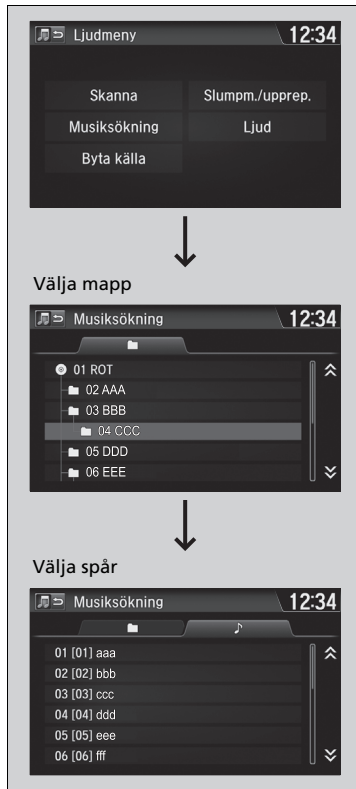 Ljudmeny 12:34
Skanna Slumpm./upprep.
Musiksökning Ljud
Byta källa
Välja mapp
Musiksökning 12:34
01 ROT
02 AAA
03 BBB
04 CCC
05 DDD
06 EEE
Välja spår
Musiksökning 12:34
01 [01] aaa
02 [02] bbb
03 [03] ccc
04 [04] ddd
05 [05] eee
06 [06] fff